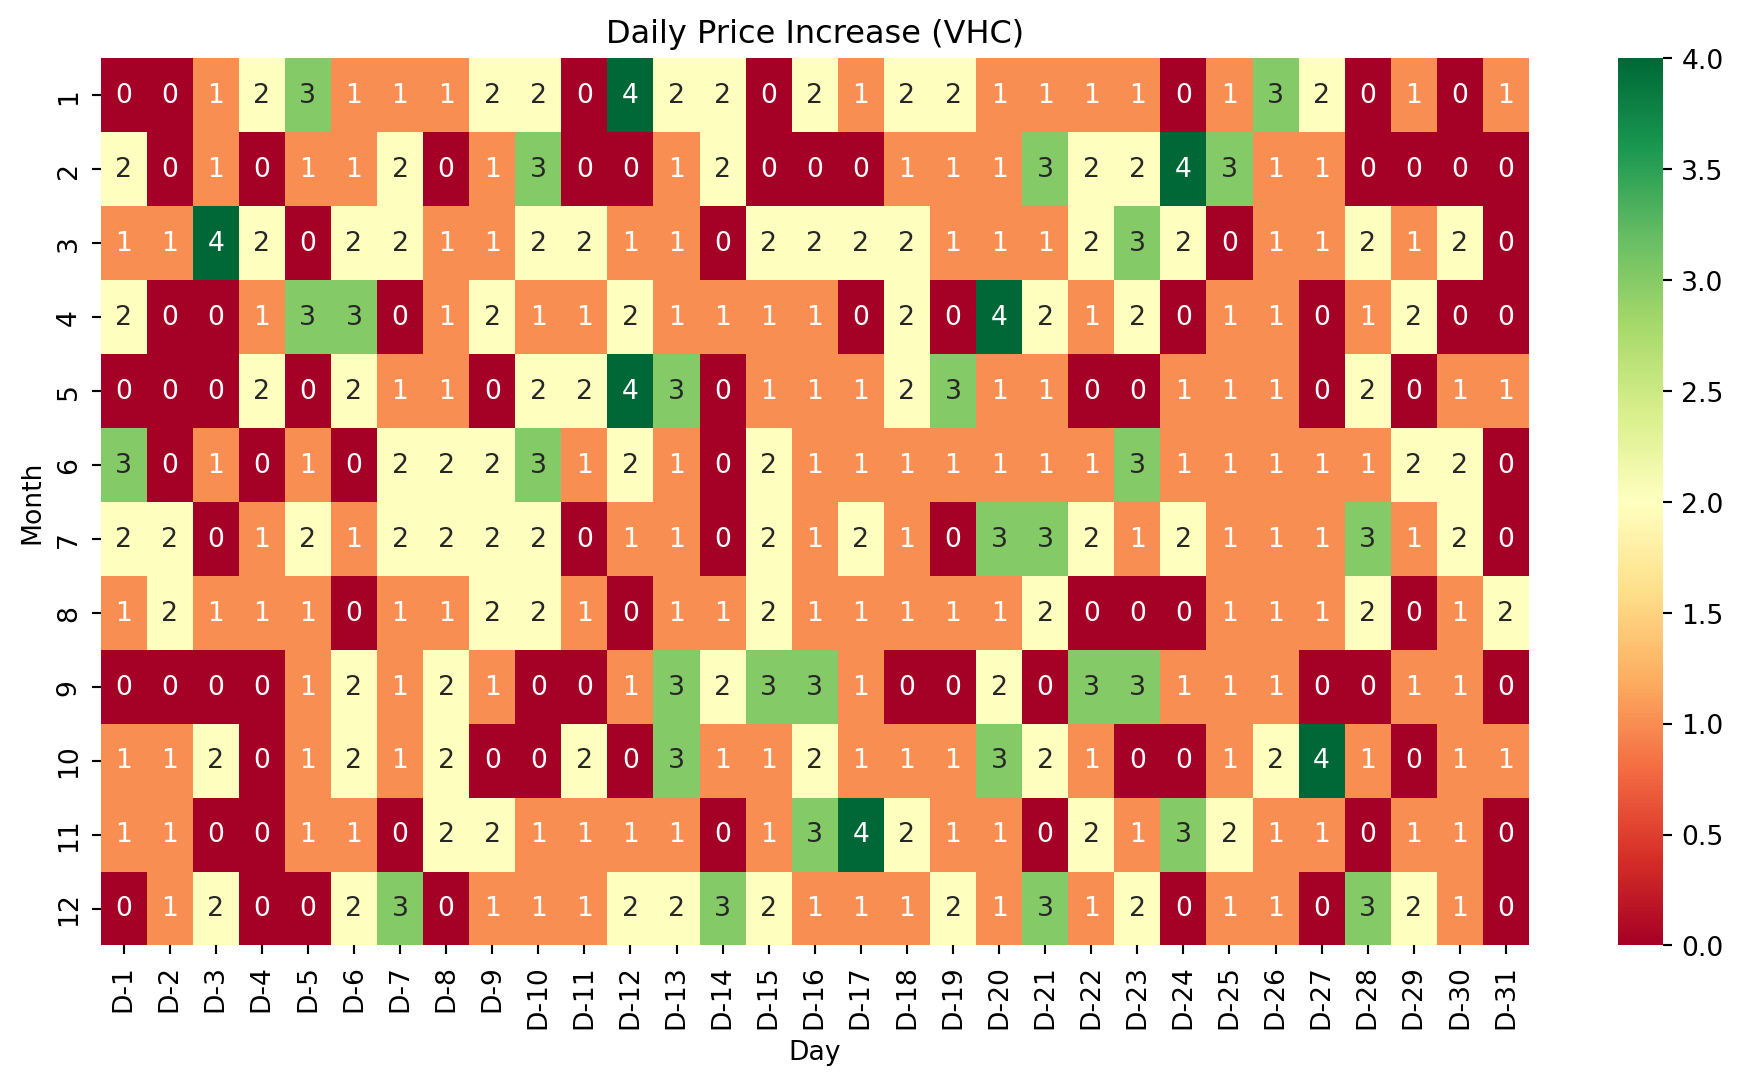 Daily Price Increase (VHC)
1 0 0 1 2 3 1 1 1 2 2 0 4 2 2 0 2 1 2 2 1 1 1 1 0 1 3 2 0 1 0 1
2 2 0 1 0 1 1 2 0 1 3 0 0 1 2 0 0 0 1 1 1 3 2 2 4 3 1 1 0 0 0 0
3 1 1 4 2 0 2 2 1 1 2 2 1 1 0 2 2 2 2 1 1 1 2 3 2 0 1 1 2 1 2 0
4 2 0 0 1 3 3 0 1 2 1 1 2 1 1 1 1 0 2 0 4 2 1 2 0 1 1 0 1 2 0 0
5 0 0 0 2 0 2 1 1 0 2 2 4 3 0 1 1 1 2 3 1 1 0 0 1 1 1 0 2 0 1 1
6 3 0 1 0 1 0 2 2 2 3 1 2 1 0 2 1 1 1 1 1 1 1 3 1 1 1 1 1 2 2 0
7 2 2 0 1 2 1 2 2 2 2 0 1 1 0 2 1 2 1 0 3 3 2 1 2 1 1 1 3 1 2 0
8 1 2 1 1 1 0 1 1 2 2 1 0 1 1 2 1 1 1 1 1 2 0 0 0 1 1 1 2 0 1 2
9 0 0 0 0 1 2 1 2 1 0 0 1 3 2 3 3 1 0 0 2 0 3 3 1 1 1 0 0 1 1 0
10 1 1 2 0 1 2 1 2 0 0 2 0 3 1 1 2 1 1 1 3 2 1 0 0 1 2 4 1 0 1 1
11 1 1 0 0 1 1 0 2 2 1 1 1 1 0 1 3 4 2 1 1 0 2 1 3 2 1 1 0 1 1 0
12 0 1 2 0 0 2 3 0 1 1 1 2 2 3 2 1 1 1 2 1 3 1 2 0 1 1 0 3 2 1 0
Month
D-1 D-2 D-3 D-4 D-5 D-6 D-7 D-8 D-9 D-10 D-11 D-12 D-13 D-14 D-15 D-16 D-17 D-18 D-19 D-20 D-21 D-22 D-23 D-24 D-25 D-26 D-27 D-28 D-29 D-30 D-31
Day
4.0
3.5
3.0
2.5
2.0
1.5
1.0
0.5
0.0